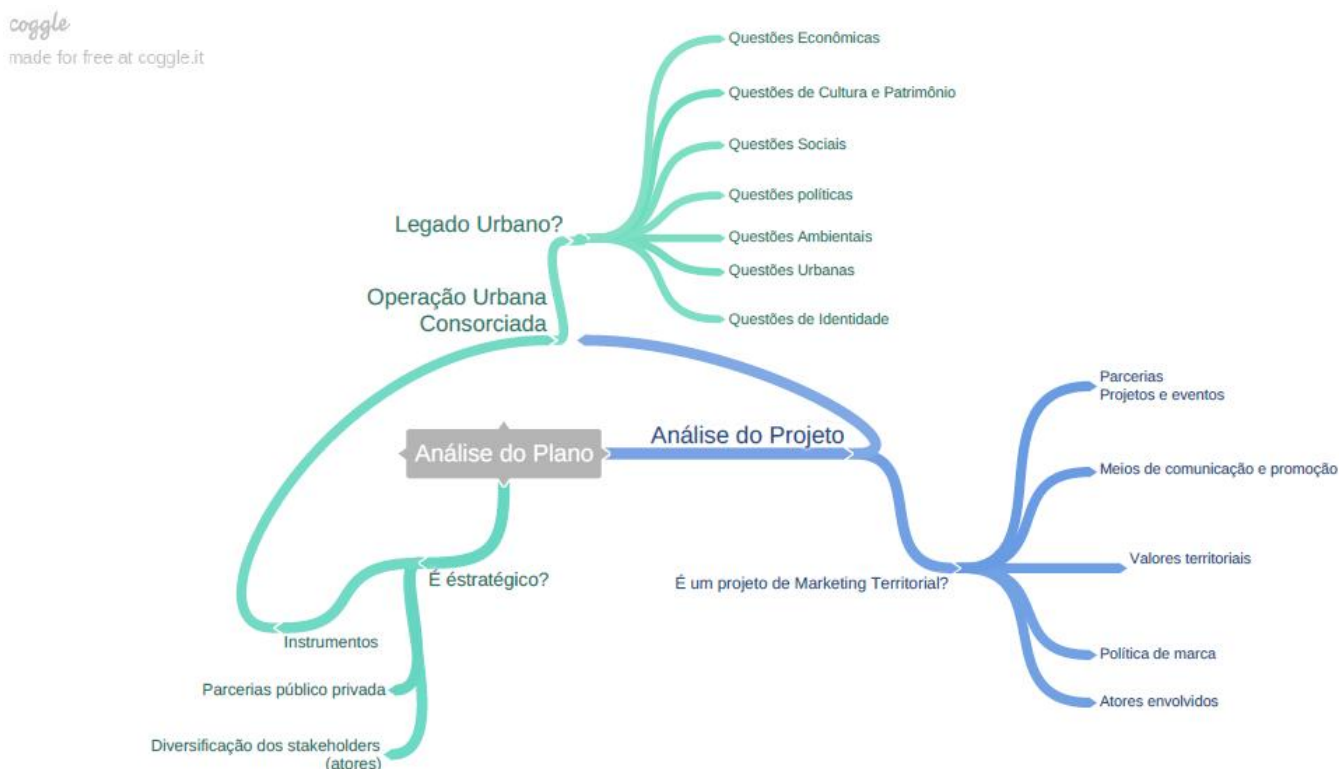 coggle
made for free at coggle.it
Questões Econômicas
Questões de Cultura e Patrimônio
Questões Sociais
Questões políticas
Legado Urbano?
Questões Ambientais
Questões Urbanas
Operação Urbana
Consorciada
Questões de Identidade
Parcerias
Projetos e eventos
Análise do Projeto
Análise do Plano
Meios de comunicação e promoção
Valores territoriais
É éstratégico?
É um projeto de Marketing Territorial?
Instrumentos
Política de marca
Parcerias público privada
Atores envolvidos
Diversificação dos stakeholders
(atores)